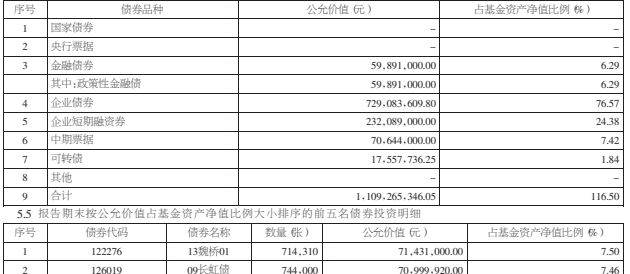 序号 债券品种 公允价值（元） 占基金资产净值比例（%）
1 国家债券 – –
2 央行票据 – –
3 金融债券 59,891,000.00 6.29
其中:政策性金融债 59,891,000.00 6.29
4 企业债券 729,083,609.80 76.57
5 企业短期融资券 232,089,000.00 24.38
6 中期票据 70,644,000.00 7.42
7 可转债 17,557,736.25 1.84
8 其他 – –
9 合计 1,109,265,346.05 116.50
5.5 报告期末按公允价值占基金资产净值比例大小排序的前五名债券投资明细
序号 债券代码 债券名称 数量（张） 公允价值（元） 占基金资产净值比例（%）
1 122276 13魏桥01 714,310 71,431,000.00 7.50
2 126019 09长虹债 744,000 70,999,920.00 7.46